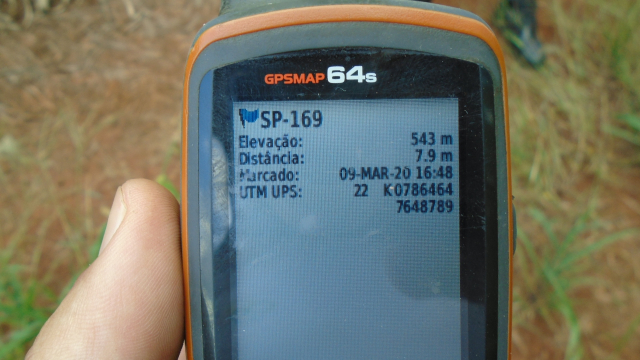 GPSMAP 64s
SP-169
Elevação: 543 m
Distância: 7.9 m
Marcado: 09-MAR-20 16:48
UTM UPS: 22 K0786464
7648789